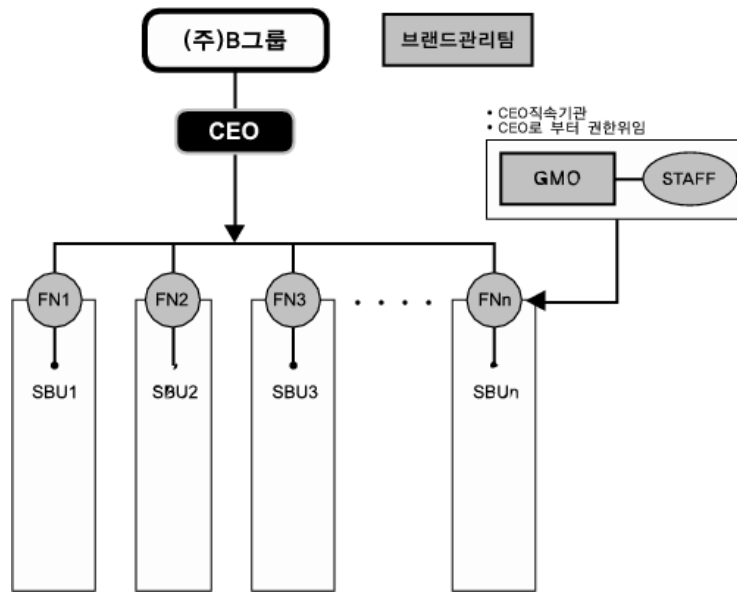 (주)B그룹
브랜드관리팀
CEO
• CEO직속기관
• CEO로 부터 권한위임
GMO
STAFF
FN1
FN2
FN3
. . . .
FNn
SBU1
SBU2
SBU3
SBUn